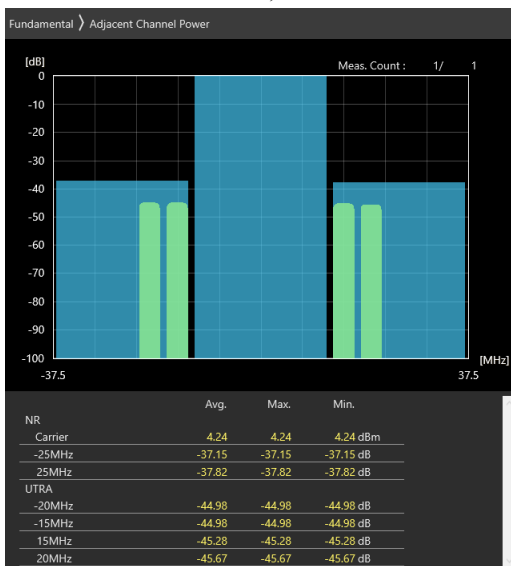 Fundamental 〉 Adjacent Channel Power
[dB] Meas. Count : 1/ 1
0
-10
-20
-30
-40
-50
-60
-70
-80
-90
-100 [MHz]
-37.5 37.5
Avg. Max. Min.
NR
Carrier 4.24 4.24 4.24 dBm
-25MHz -37.15 -37.15 -37.15 dB
25MHz -37.82 -37.82 -37.82 dB
UTRA
-20MHz -44.98 -44.98 -44.98 dB
-15MHz -44.98 -44.98 -44.98 dB
15MHz -45.28 -45.28 -45.28 dB
20MHz -45.67 -45.67 -45.67 dB